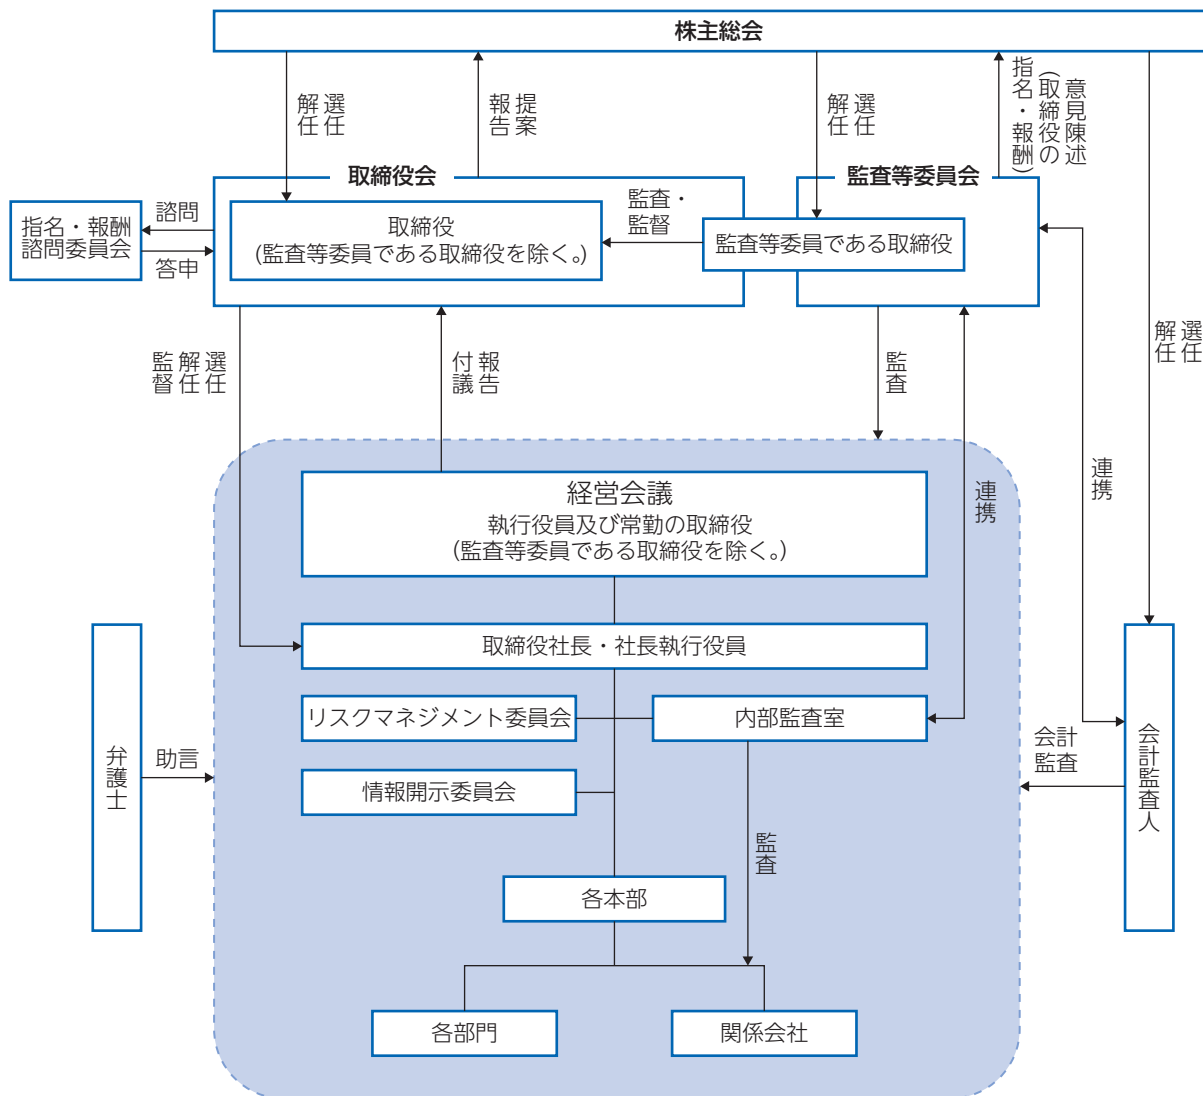 株主総会
選任
解任
提案
報告
選任
解任
意見陳述
(取締役の
指名・報酬)
取締役会
監査等委員会
指名・報酬
諮問委員会
諮問
答申
取締役
(監査等委員である取締役を除く。)
監査・
監督
監査等委員である取締役
選任
解任
監督
報告
付議
監査
選任
解任
連携
連携
経営会議
執行役員及び常勤の取締役
(監査等委員である取締役を除く。)
取締役社長・社長執行役員
リスクマネジメント委員会
内部監査室
情報開示委員会
弁護士
助言
会計
監査
会計監査人
監査
各本部
各部門
関係会社